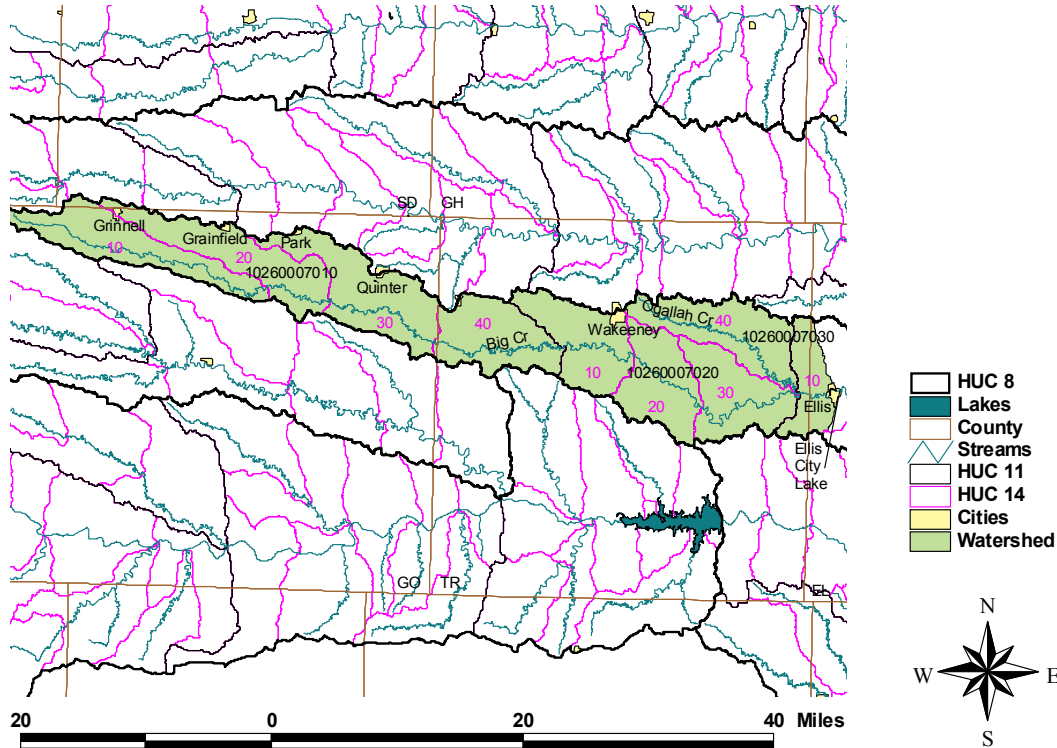 SD
GH
Grinnell
Grainfield
Park
10
20
10260007010
Quinter
30
40
Big Cr
Wakeeney
Ogallah Cr
40
10260007030
10
10260007020
20
30
10
Ellis
Ellis
City
Lake
GO
TR
EL
HUC 8
Lakes
County
Streams
HUC 11
HUC 14
Cities
Watershed
N
W
E
S
20
0
20
40
Miles